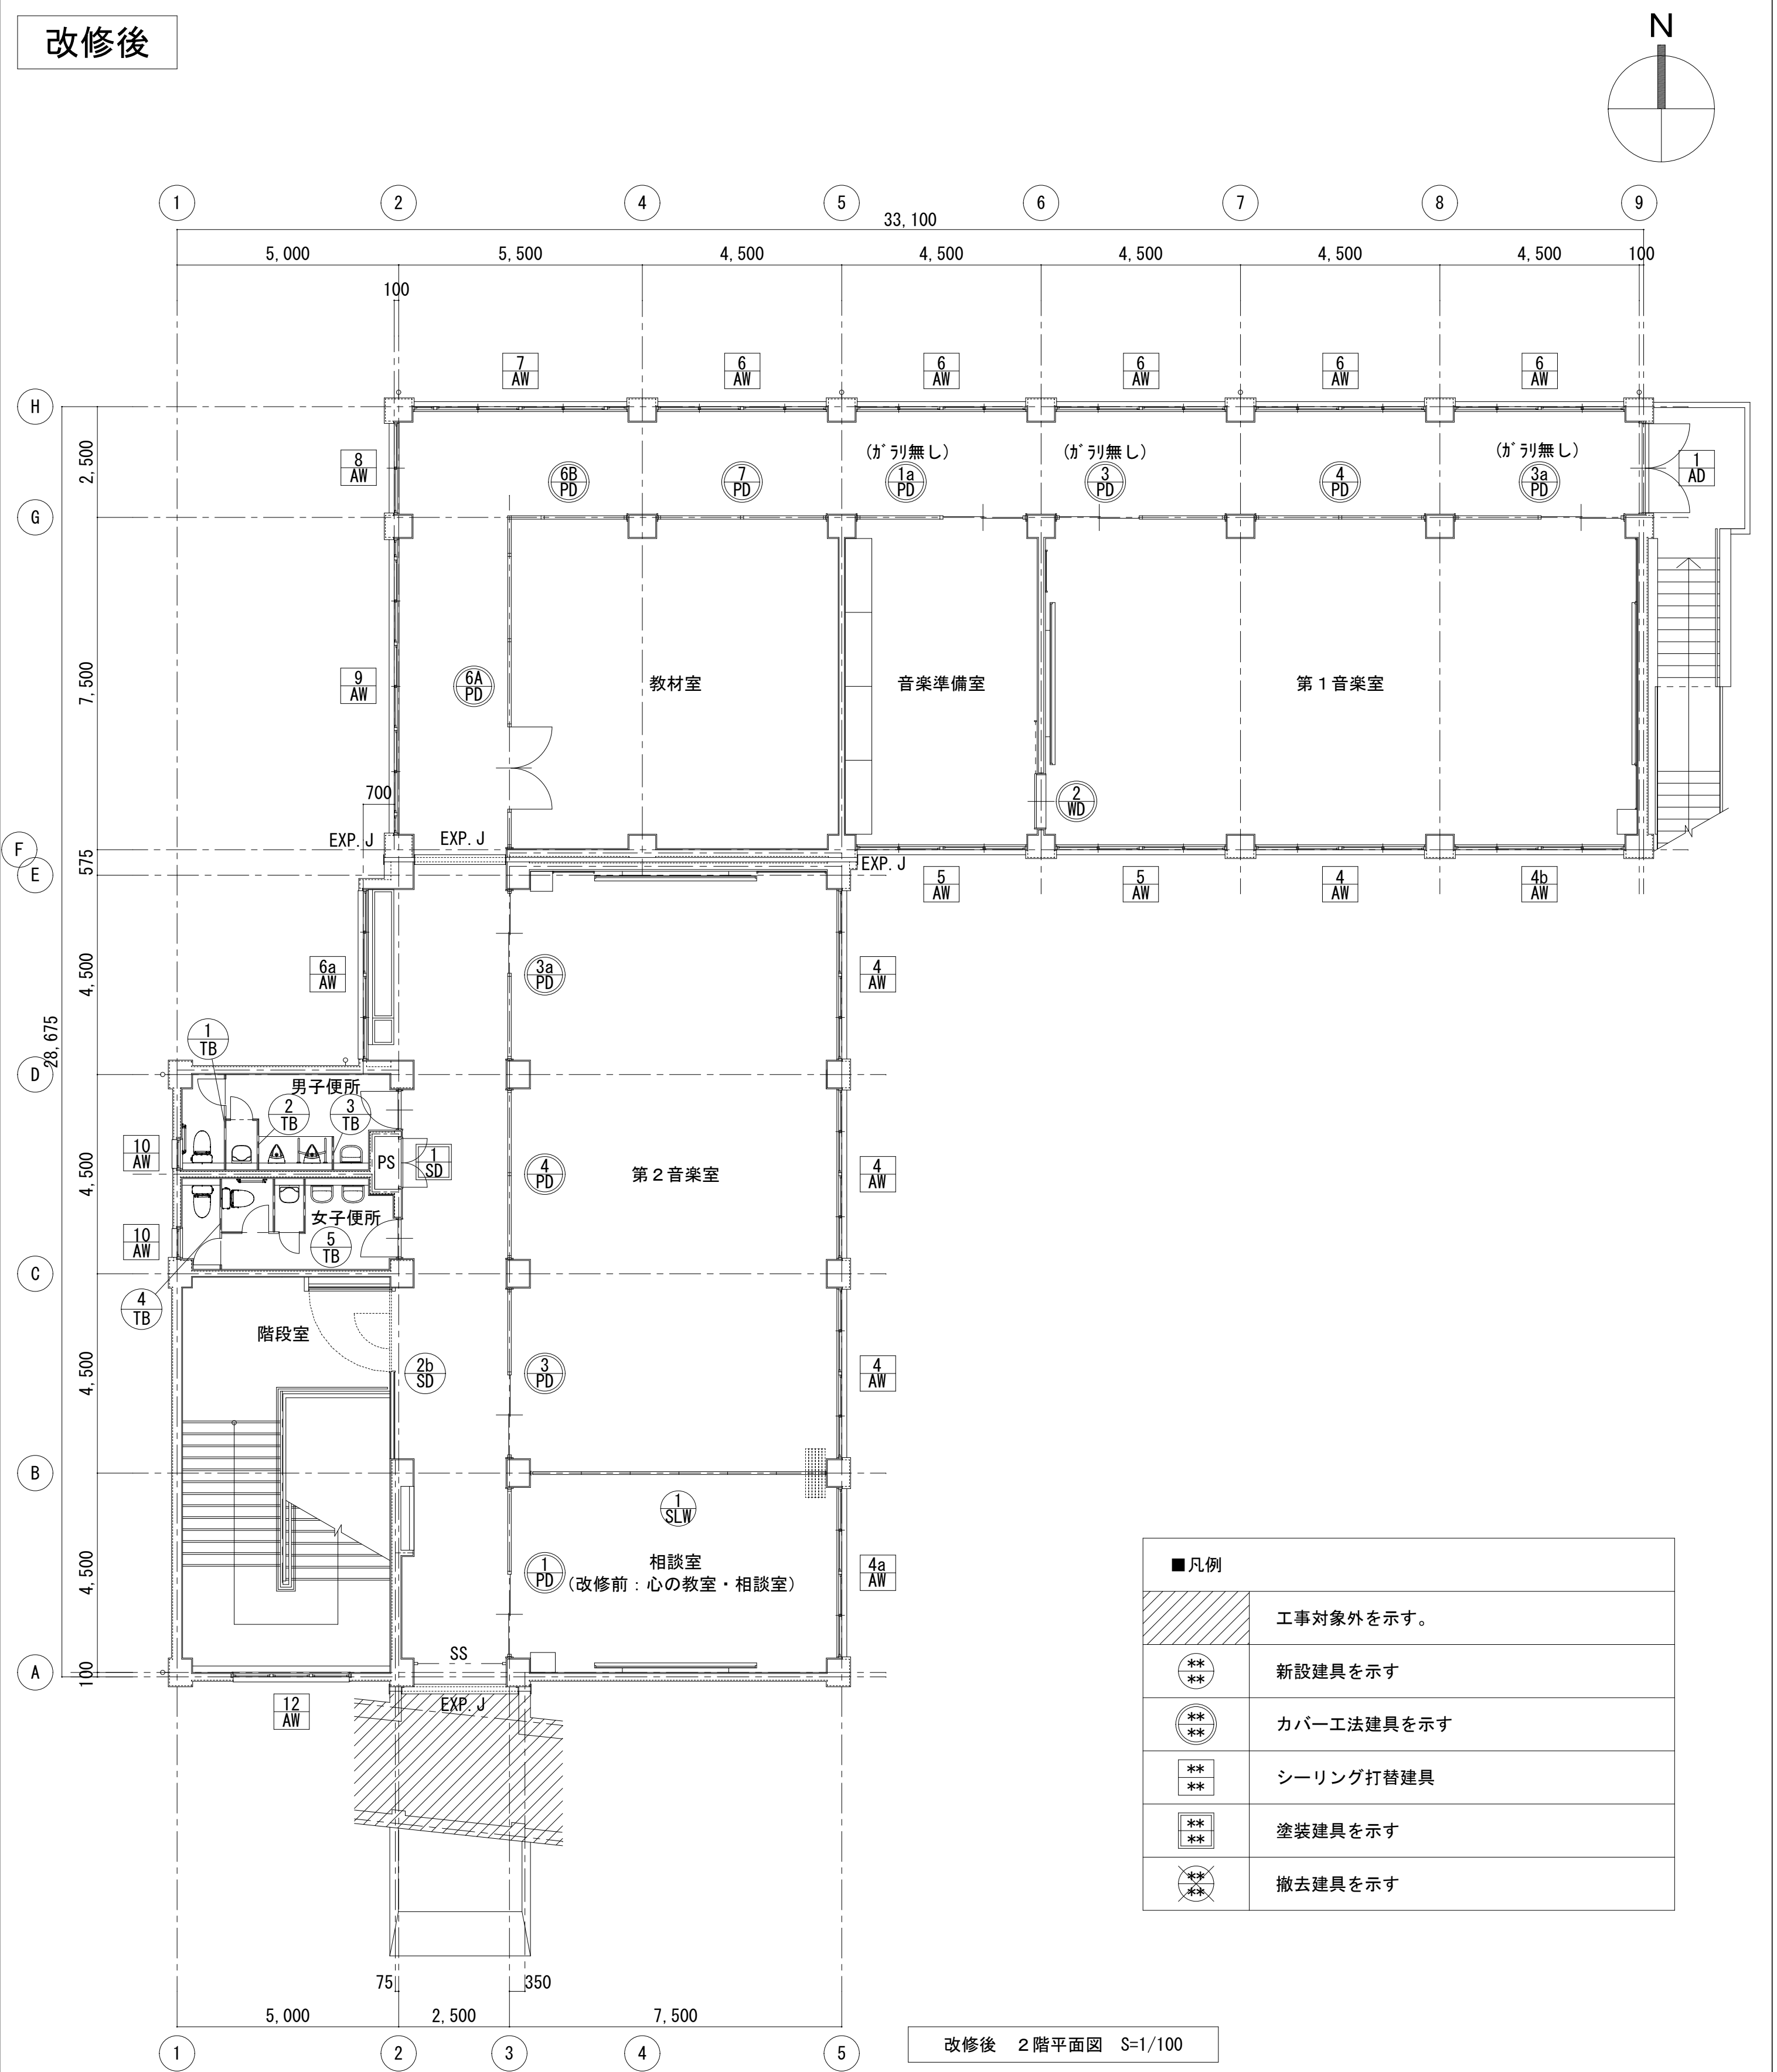 改修後
N
1 2 4 5 6 7 8 9
33,100
5,000 5,500 4,500 4,500 4,500 4,500 4,500 100
100
7 AW
6 AW
6 AW
6 AW
6 AW
6 AW
H
2,500
8 AW
6B PD
7 PD
(ガラリ無し)
1a PD
(ガラリ無し)
3 PD
4 PD
(ガラリ無し)
3a PD
1 AD
G
7,500
9 AW
6A PD
教材室
音楽準備室
第1音楽室
2 WD
700
EXP.J
EXP.J
EXP.J
F
575
E
5 AW
5 AW
4 AW
4b AW
4,500
6a AW
3a PD
4 AW
28,675
1 TB
D
男子便所
2 TB
3 TB
10 AW
PS
1 SD
4,500
4 PD
第2音楽室
4 AW
女子便所
10 AW
5 TB
C
4 TB
階段室
4,500
2b SD
3 PD
4 AW
B
1 SLW
4,500
1 PD
相談室
(改修前:心の教室・相談室)
4a AW
SS
A
100
12 AW
EXP.J
■凡例
工事対象外を示す。
** ** 新設建具を示す
** ** カバー工法建具を示す
** ** シーリング打替建具
** ** 塗装建具を示す
** ** 撤去建具を示す
75 350
5,000 2,500 7,500
1 2 3 4 5
改修後 2階平面図 S=1/100